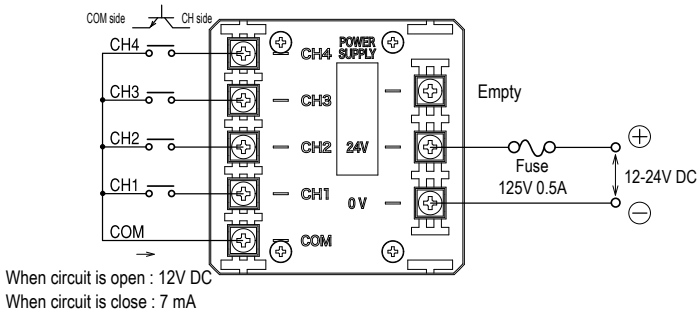 COM side
CH side
CH4
CH3
CH2
CH1
COM
→
When circuit is open : 12V DC
When circuit is close : 7 mA
CH4
CH3
CH2
CH1
COM
POWER
SUPPLY
24V
0 V
Empty
Fuse
125V 0.5A
+
12-24V DC
−